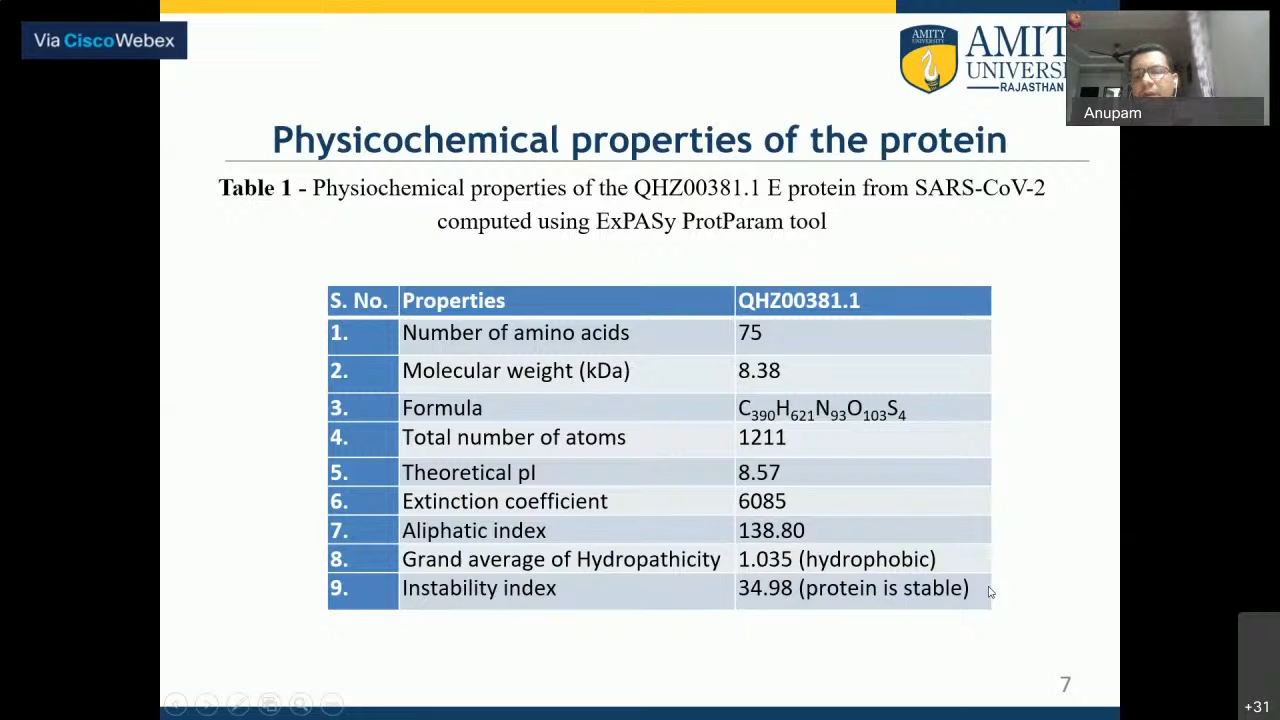 Via CiscoWebex
AMITY
UNIVERSITY
AMIT
UNIVERSI
RAJASTHAN
Anupam
Physicochemical properties of the protein
Table 1 - Physiochemical properties of the QHZ00381.1 E protein from SARS-CoV-2
computed using ExPASy ProtParam tool
S. No. Properties QHZ00381.1
1. Number of amino acids 75
2. Molecular weight (kDa) 8.38
3. Formula C₃₉₀H₆₂₁N₉₃O₁₀₃S₄
4. Total number of atoms 1211
5. Theoretical pI 8.57
6. Extinction coefficient 6085
7. Aliphatic index 138.80
8. Grand average of Hydropathicity 1.035 (hydrophobic)
9. Instability index 34.98 (protein is stable)
7
+31